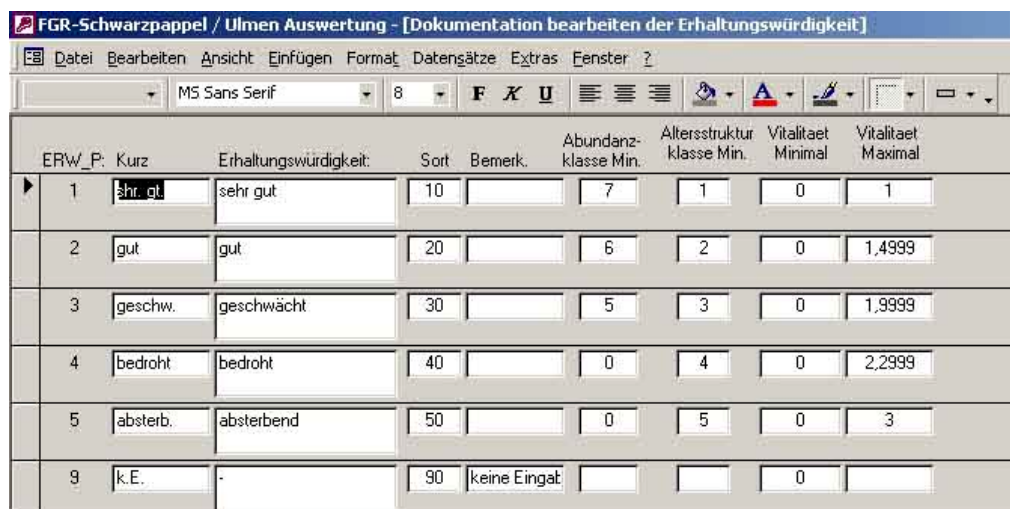 FGR-Schwarzpappel / Ulmen Auswertung - [Dokumentation bearbeiten der Erhaltungswürdigkeit]
Datei Bearbeiten Ansicht Einfügen Format Datensätze Extras Fenster ?
MS Sans Serif 8 F K U A
ERW_P: Kurz Erhaltungswürdigkeit: Sort Bemerk. Abundanz-klasse Min. Altersstruktur klasse Min. Vitalitaet Minimal Vitalitaet Maximal
1 shr. gt. sehr gut 10 7 1 0 1
2 gut gut 20 6 2 0 1,4999
3 geschw. geschwächt 30 5 3 0 1,9999
4 bedroht bedroht 40 0 4 0 2,2999
5 absterb. absterbend 50 0 5 0 3
9 k.E. - 90 keine Eingab 0